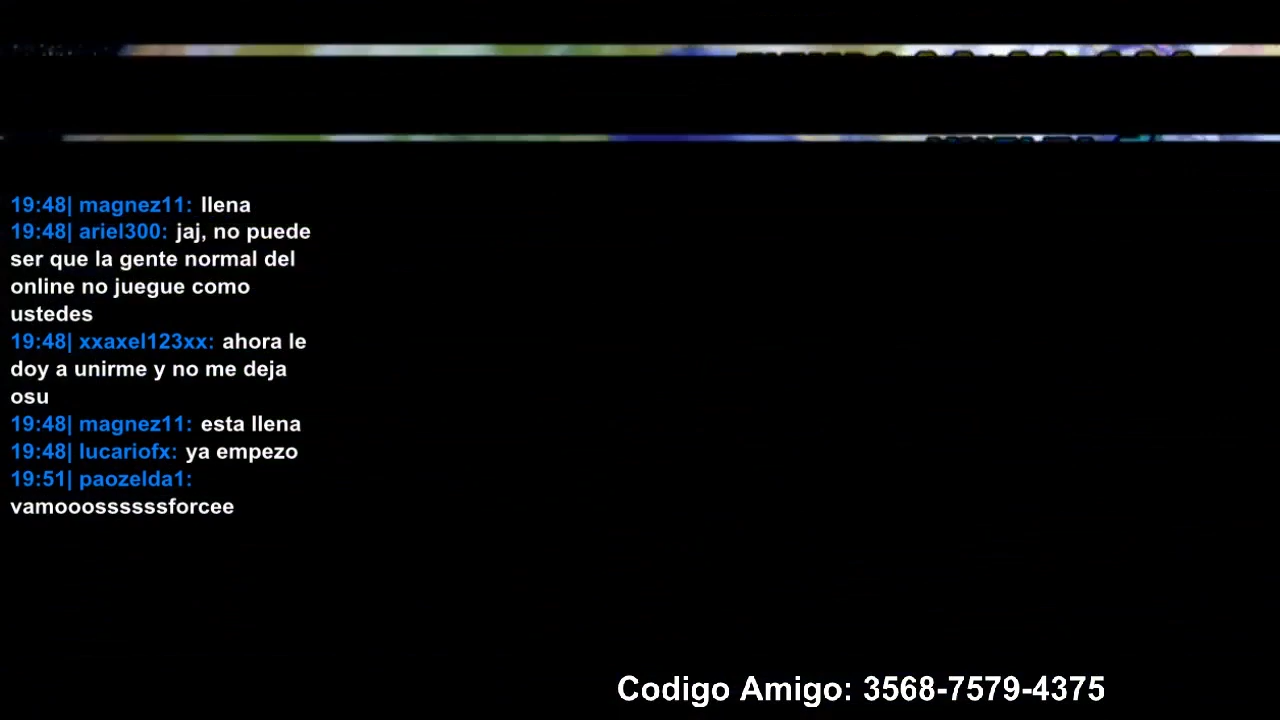 19:48| magnez11: llena
19:48| ariel300: jaj, no puede
ser que la gente normal del
online no juegue como
ustedes
19:48| xxaxel123xx: ahora le
doy a unirme y no me deja
osu
19:48| magnez11: esta llena
19:48| lucariofx: ya empezo
19:51| paozelda1:
vamooossssssforcee
Codigo Amigo: 3568-7579-4375